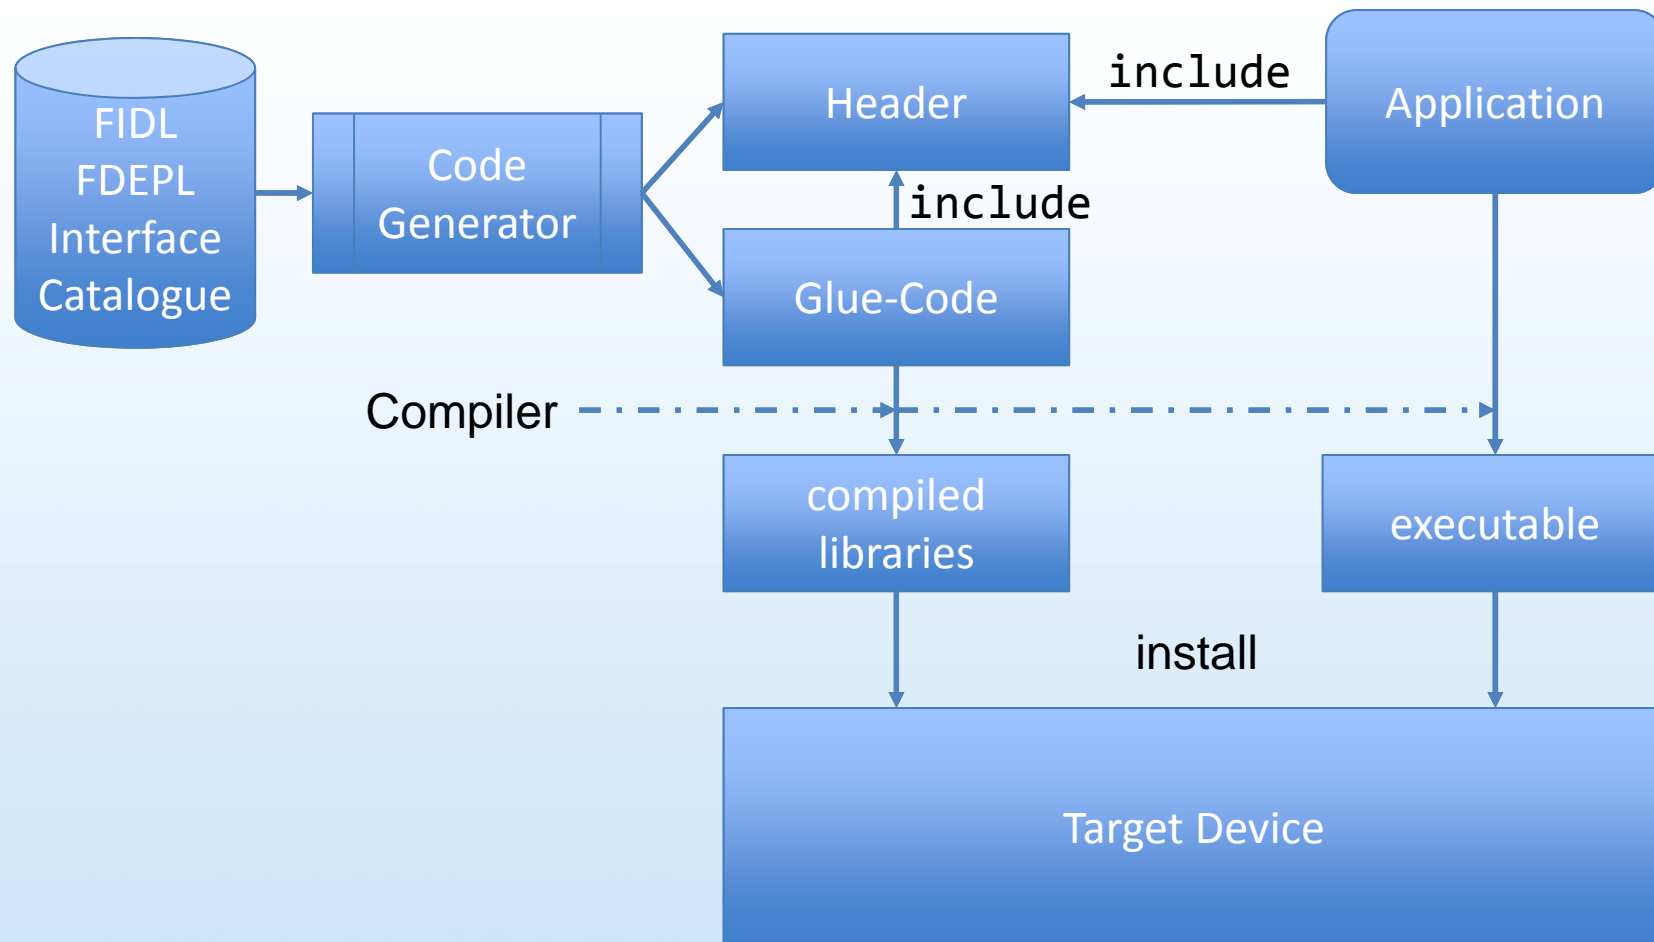 FIDL
FDEPL
Interface
Catalogue
Code
Generator
Header
include
Application
include
Glue-Code
Compiler
compiled
libraries
executable
install
Target Device